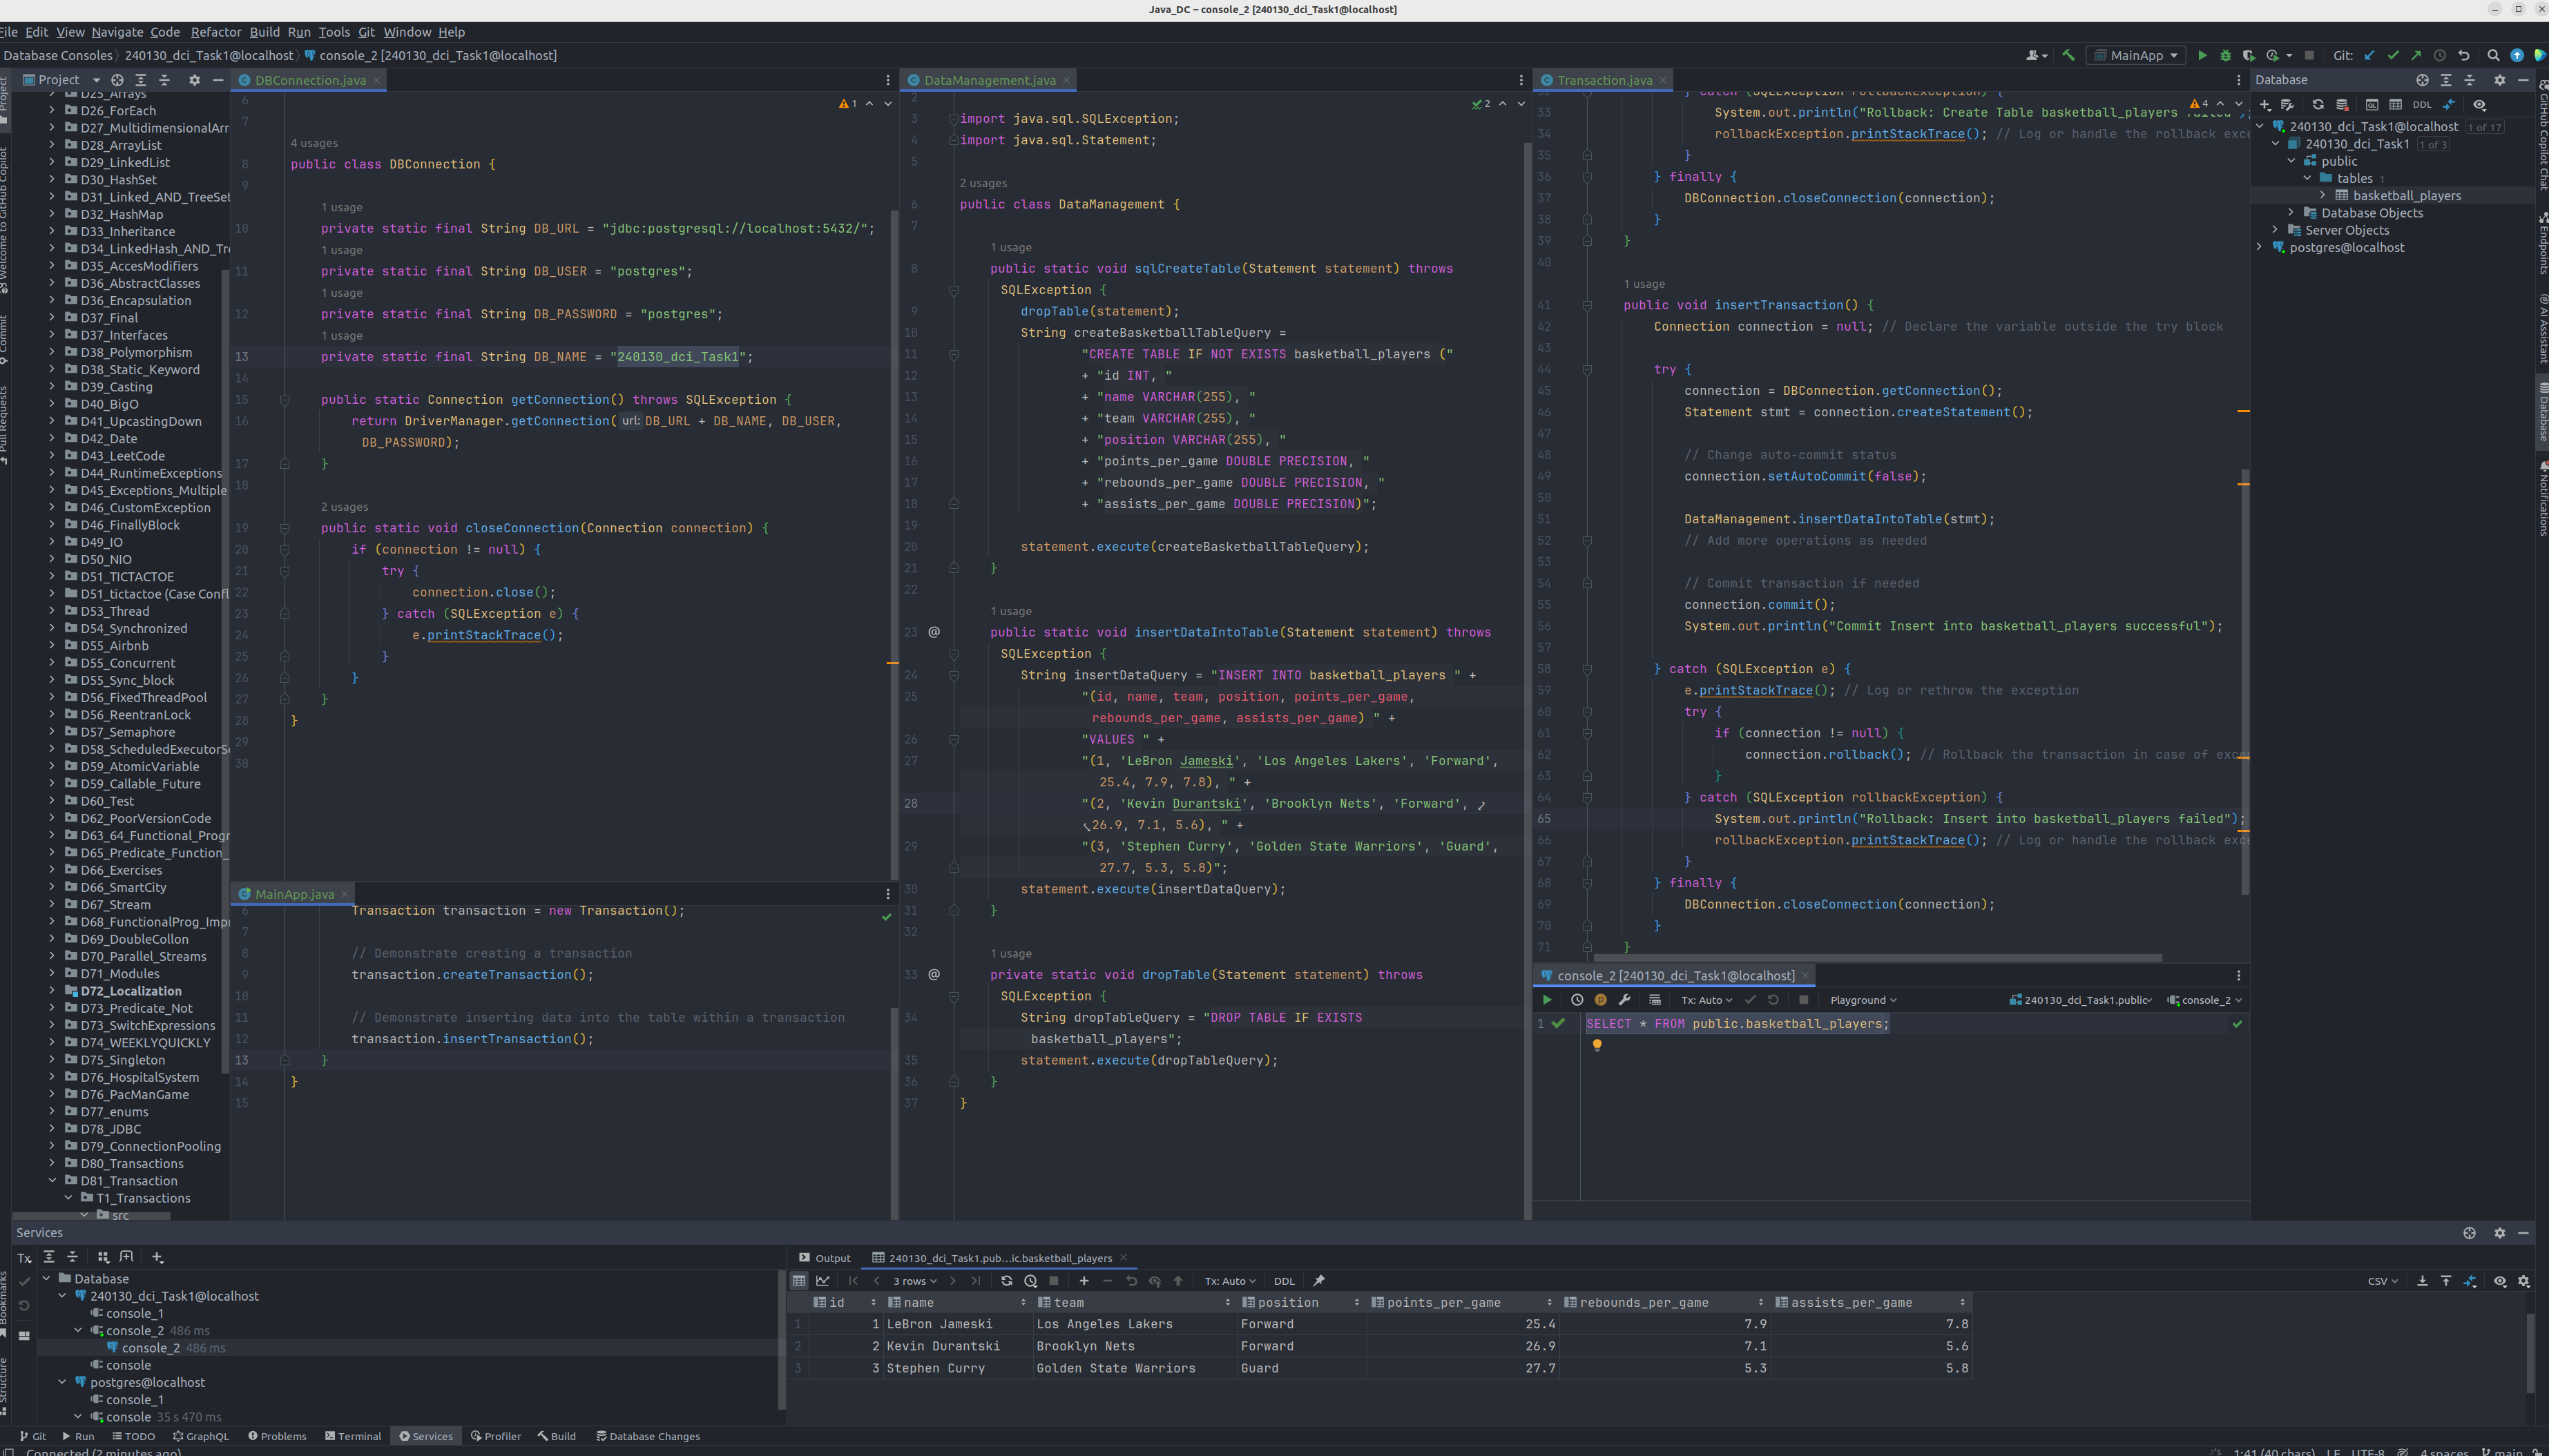 Java_DC – console_2 [240130_dci_Task1@localhost]
File Edit View Navigate Code Refactor Build Run Tools Git Window Help
Database Consoles 240130_dci_Task1@localhost console_2 [240130_dci_Task1@localhost]
MainApp
Git:
Project
D25_Arrays
D26_ForEach
D27_MultidimensionalArr
D28_ArrayList
D29_LinkedList
D30_HashSet
D31_Linked_AND_TreeSet
D32_HashMap
D33_Inheritance
D34_LinkedHash_AND_Tre
D35_AccesModifiers
D36_AbstractClasses
D36_Encapsulation
D37_Final
D37_Interfaces
D38_Polymorphism
D38_Static_Keyword
D39_Casting
D40_BigO
D41_UpcastingDown
D42_Date
D43_LeetCode
D44_RuntimeExceptions
D45_Exceptions_Multiple
D46_CustomException
D46_FinallyBlock
D49_IO
D50_NIO
D51_TICTACTOE
D51_tictactoe (Case Confl
D53_Thread
D54_Synchronized
D55_Airbnb
D55_Concurrent
D55_Sync_block
D56_FixedThreadPool
D56_ReentranLock
D57_Semaphore
D58_ScheduledExecutorSe
D59_AtomicVariable
D59_Callable_Future
D60_Test
D62_PoorVersionCode
D63_64_Functional_Progr
D65_Predicate_Function_
D66_Exercises
D66_SmartCity
D67_Stream
D68_FunctionalProg_Impr
D69_DoubleCollon
D70_Parallel_Streams
D71_Modules
D72_Localization
D73_Predicate_Not
D73_SwitchExpressions
D74_WEEKLYQUICKLY
D75_Singleton
D76_HospitalSystem
D76_PacManGame
D77_enums
D78_JDBC
D79_ConnectionPooling
D80_Transactions
D81_Transaction
T1_Transactions
src
Project
Welcome to GitHub Copilot
Commit
Pull Requests
Bookmarks
Structure
DBConnection.java
1
6
7
4 usages
8 public class DBConnection {
9
1 usage
10 private static final String DB_URL = "jdbc:postgresql://localhost:5432/";
1 usage
11 private static final String DB_USER = "postgres";
1 usage
12 private static final String DB_PASSWORD = "postgres";
1 usage
13 private static final String DB_NAME = "240130_dci_Task1";
14
15 public static Connection getConnection() throws SQLException {
16 return DriverManager.getConnection( url: DB_URL + DB_NAME, DB_USER,
DB_PASSWORD);
17 }
18
2 usages
19 public static void closeConnection(Connection connection) {
20 if (connection != null) {
21 try {
22 connection.close();
23 } catch (SQLException e) {
24 e.printStackTrace();
25 }
26 }
27 }
28 }
29
30
MainApp.java
6 Transaction transaction = new Transaction();
7
8 // Demonstrate creating a transaction
9 transaction.createTransaction();
10
11 // Demonstrate inserting data into the table within a transaction
12 transaction.insertTransaction();
13 }
14 }
15
DataManagement.java
2
2
3 import java.sql.SQLException;
4 import java.sql.Statement;
5
2 usages
6 public class DataManagement {
7
1 usage
8 public static void sqlCreateTable(Statement statement) throws
SQLException {
9 dropTable(statement);
10 String createBasketballTableQuery =
11 "CREATE TABLE IF NOT EXISTS basketball_players ("
12 + "id INT, "
13 + "name VARCHAR(255), "
14 + "team VARCHAR(255), "
15 + "position VARCHAR(255), "
16 + "points_per_game DOUBLE PRECISION, "
17 + "rebounds_per_game DOUBLE PRECISION, "
18 + "assists_per_game DOUBLE PRECISION)";
19
20 statement.execute(createBasketballTableQuery);
21 }
22
1 usage
23 @ public static void insertDataIntoTable(Statement statement) throws
SQLException {
24 String insertDataQuery = "INSERT INTO basketball_players " +
25 "(id, name, team, position, points_per_game,
rebounds_per_game, assists_per_game) " +
26 "VALUES " +
27 "(1, 'LeBron Jameski', 'Los Angeles Lakers', 'Forward',
25.4, 7.9, 7.8), " +
28 "(2, 'Kevin Durantski', 'Brooklyn Nets', 'Forward',
26.9, 7.1, 5.6), " +
29 "(3, 'Stephen Curry', 'Golden State Warriors', 'Guard',
27.7, 5.3, 5.8)";
30 statement.execute(insertDataQuery);
31 }
32
1 usage
33 @ private static void dropTable(Statement statement) throws
SQLException {
34 String dropTableQuery = "DROP TABLE IF EXISTS
basketball_players";
35 statement.execute(dropTableQuery);
36 }
37 }
Transaction.java
4
32 } catch (SQLException rollbackException) {
33 System.out.println("Rollback: Create Table basketball_players failed");
34 rollbackException.printStackTrace(); // Log or handle the rollback exce
35 }
36 } finally {
37 DBConnection.closeConnection(connection);
38 }
39 }
40
1 usage
41 public void insertTransaction() {
42 Connection connection = null; // Declare the variable outside the try block
43
44 try {
45 connection = DBConnection.getConnection();
46 Statement stmt = connection.createStatement();
47
48 // Change auto-commit status
49 connection.setAutoCommit(false);
50
51 DataManagement.insertDataIntoTable(stmt);
52 // Add more operations as needed
53
54 // Commit transaction if needed
55 connection.commit();
56 System.out.println("Commit Insert into basketball_players successful");
57
58 } catch (SQLException e) {
59 e.printStackTrace(); // Log or rethrow the exception
60 try {
61 if (connection != null) {
62 connection.rollback(); // Rollback the transaction in case of exce
63 }
64 } catch (SQLException rollbackException) {
65 System.out.println("Rollback: Insert into basketball_players failed");
66 rollbackException.printStackTrace(); // Log or handle the rollback exce
67 }
68 } finally {
69 DBConnection.closeConnection(connection);
70 }
71 }
console_2 [240130_dci_Task1@localhost]
Tx: Auto Playground 240130_dci_Task1.public console_2
1 SELECT * FROM public.basketball_players;
Database
DDL
240130_dci_Task1@localhost 1 of 17
240130_dci_Task1 1 of 3
public
tables 1
basketball_players
Database Objects
Server Objects
postgres@localhost
GitHub Copilot Chat
Endpoints
AI Assistant
Database
Notifications
Services
Tx
Database
240130_dci_Task1@localhost
console_1
console_2 486 ms
console_2 486 ms
console
postgres@localhost
console_1
console 35 s 470 ms
Output 240130_dci_Task1.pub...ic.basketball_players
3 rows Tx: Auto DDL CSV
id name team position points_per_game rebounds_per_game assists_per_game
1 1 LeBron Jameski Los Angeles Lakers Forward 25.4 7.9 7.8
2 2 Kevin Durantski Brooklyn Nets Forward 26.9 7.1 5.6
3 3 Stephen Curry Golden State Warriors Guard 27.7 5.3 5.8
Git Run TODO GraphQL Problems Terminal Services Profiler Build Database Changes
Connected (2 minutes ago) 1:41 (40 chars) LF UTF-8 4 spaces main